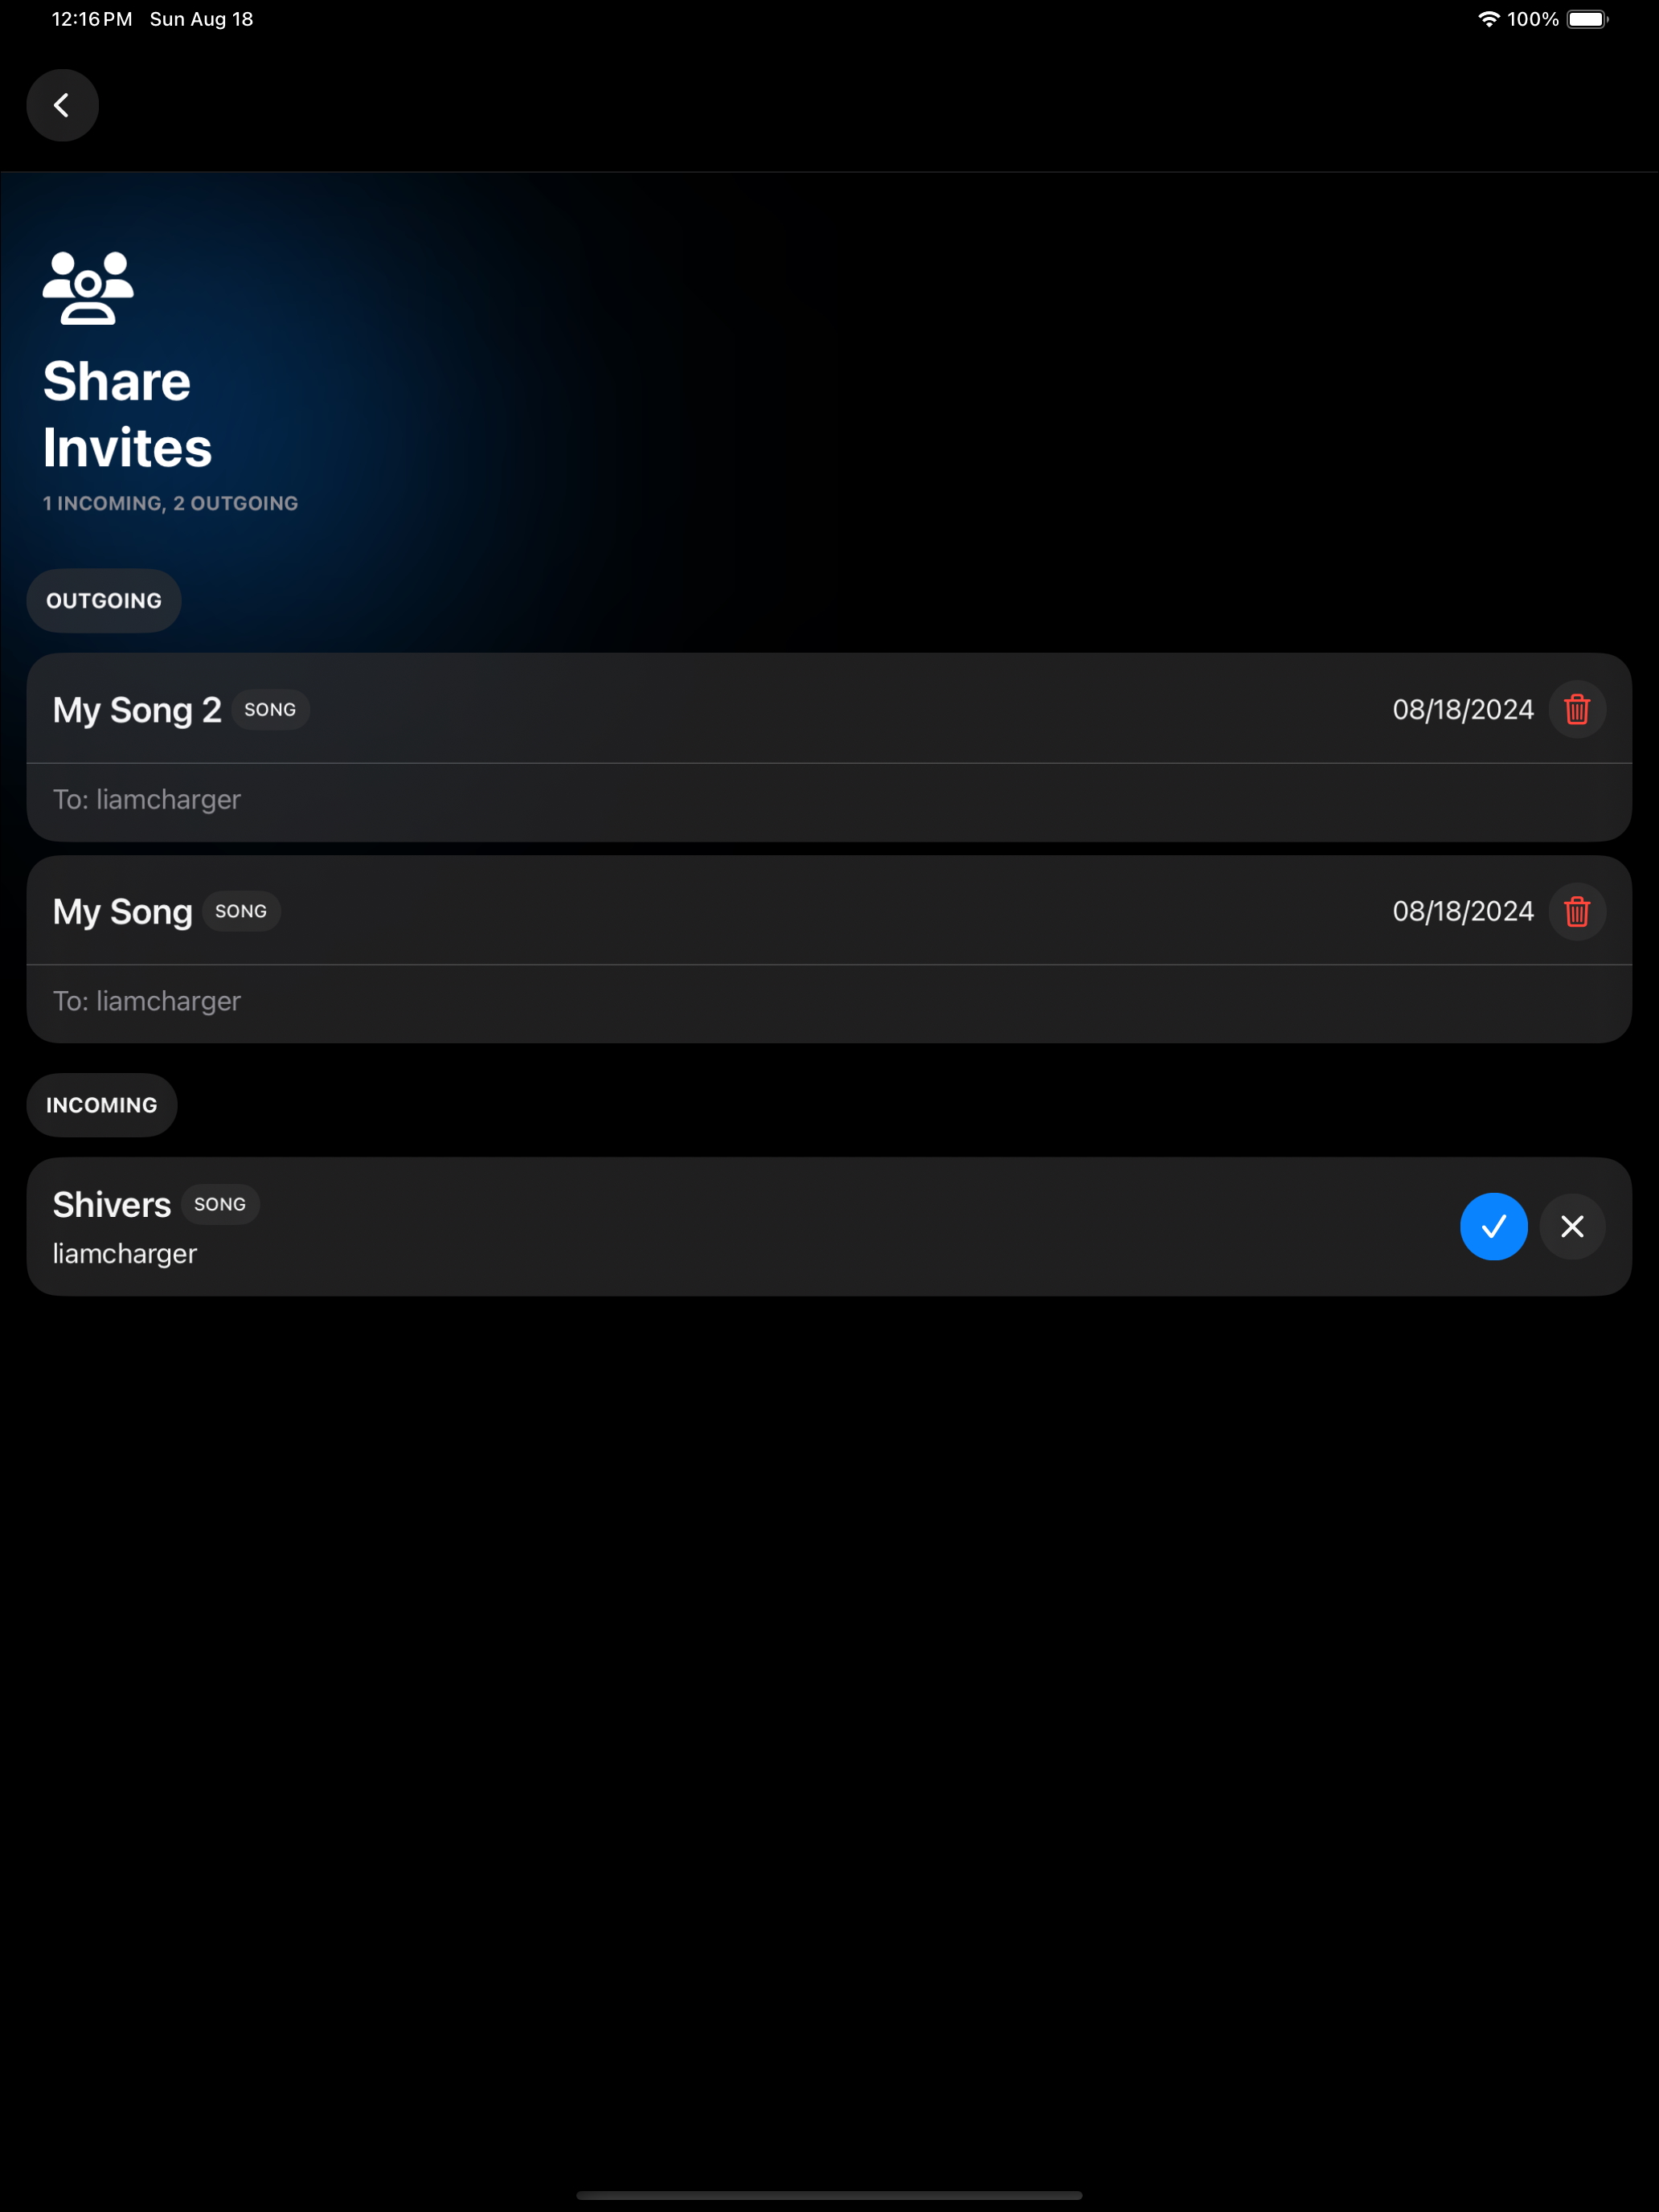 12:16 PM Sun Aug 18 100%
Share
Invites
1 INCOMING, 2 OUTGOING
OUTGOING
My Song 2 SONG 08/18/2024
To: liamcharger
My Song SONG 08/18/2024
To: liamcharger
INCOMING
Shivers SONG
liamcharger